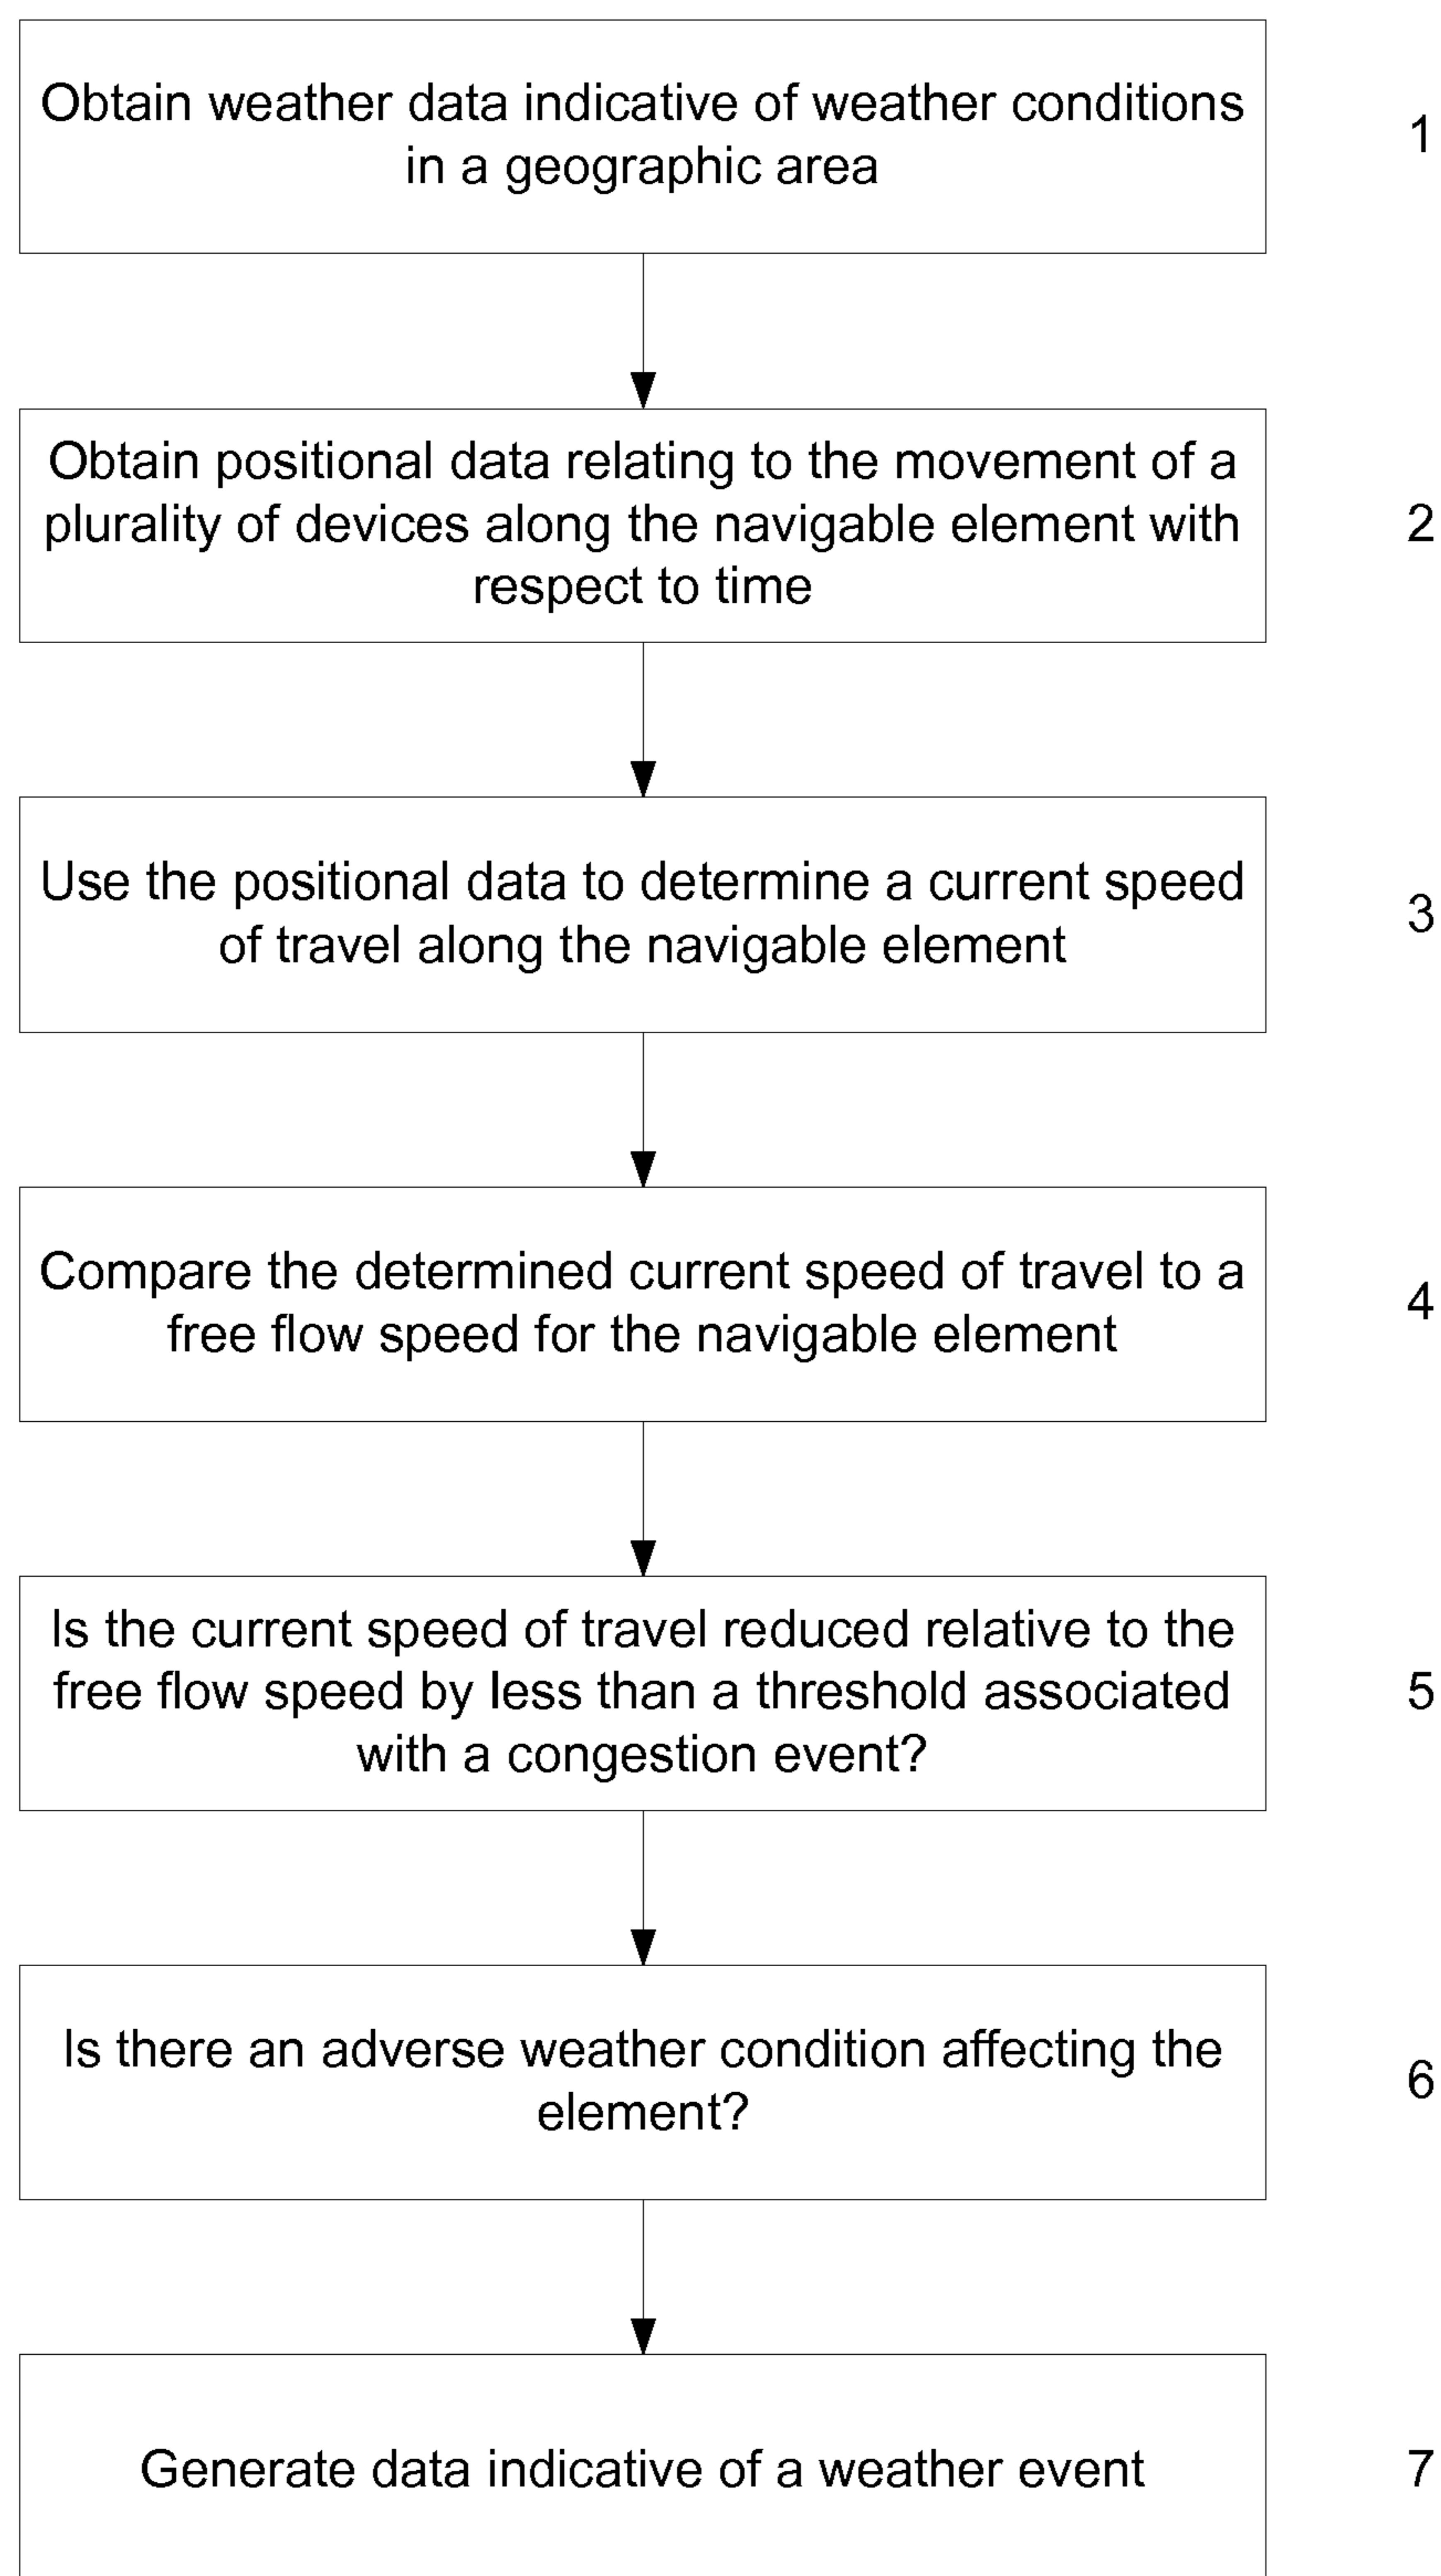 Obtain weather data indicative of weather conditions
in a geographic area
1
Obtain positional data relating to the movement of a
plurality of devices along the navigable element with
respect to time
2
Use the positional data to determine a current speed
of travel along the navigable element
3
Compare the determined current speed of travel to a
free flow speed for the navigable element
4
Is the current speed of travel reduced relative to the
free flow speed by less than a threshold associated
with a congestion event?
5
Is there an adverse weather condition affecting the
element?
6
Generate data indicative of a weather event
7